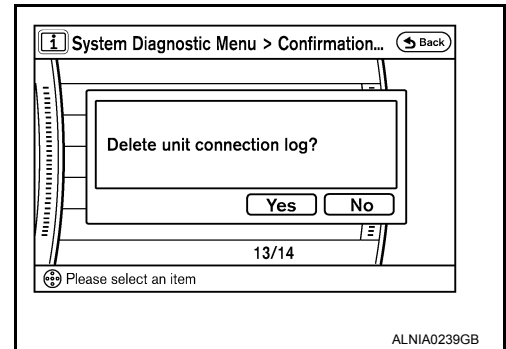 i System Diagnostic Menu > Confirmation... Back
Delete unit connection log?
Yes No
13/14
Please select an item
ALNIA0239GB